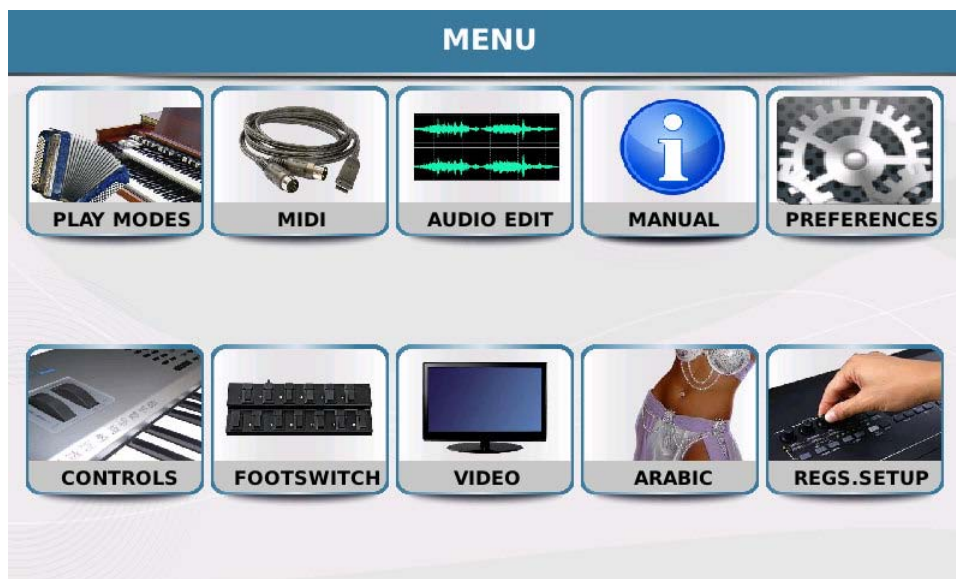 MENU
PLAY MODES
MIDI
AUDIO EDIT
MANUAL
PREFERENCES
CONTROLS
FOOTSWITCH
VIDEO
ARABIC
REGS.SETUP